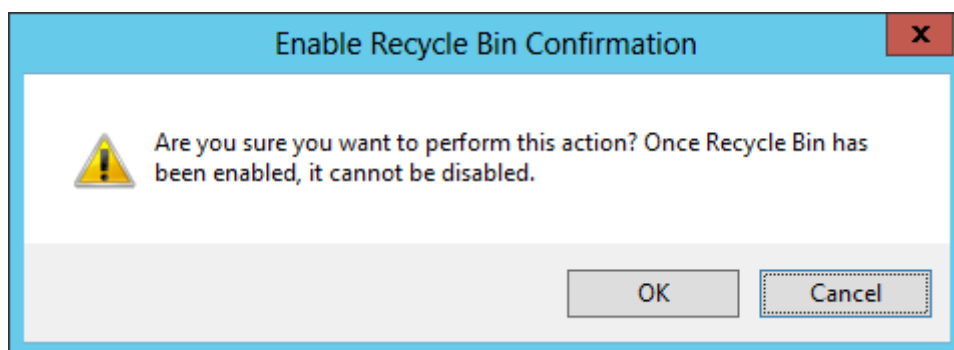 Enable Recycle Bin Confirmation
x
Are you sure you want to perform this action? Once Recycle Bin has
been enabled, it cannot be disabled.
OK
Cancel